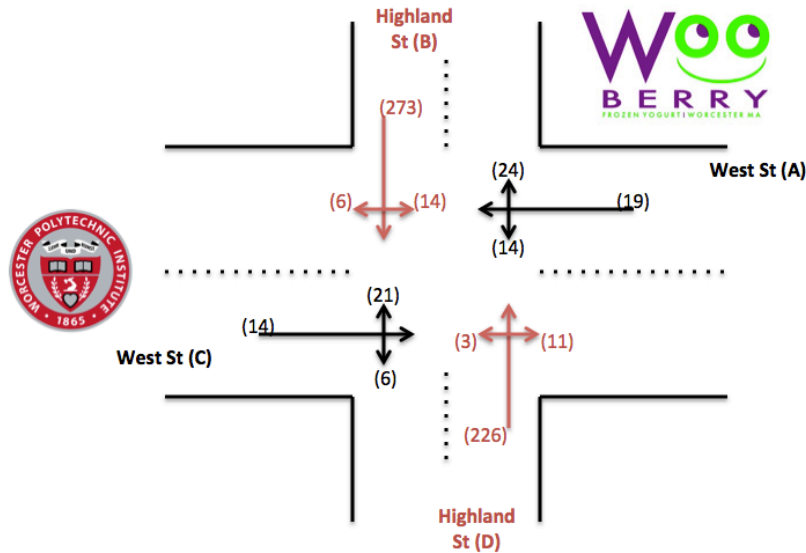 Highland
St (B)
WOO
BERRY
FROZEN YOGURT | WORCESTER MA
(273)
West St (A)
(24)
(6)
(14)
(19)
(14)
WORCESTER POLYTECHNIC INSTITUTE
1865
(21)
(14)
(3)
(11)
West St (C)
(6)
(226)
Highland
St (D)